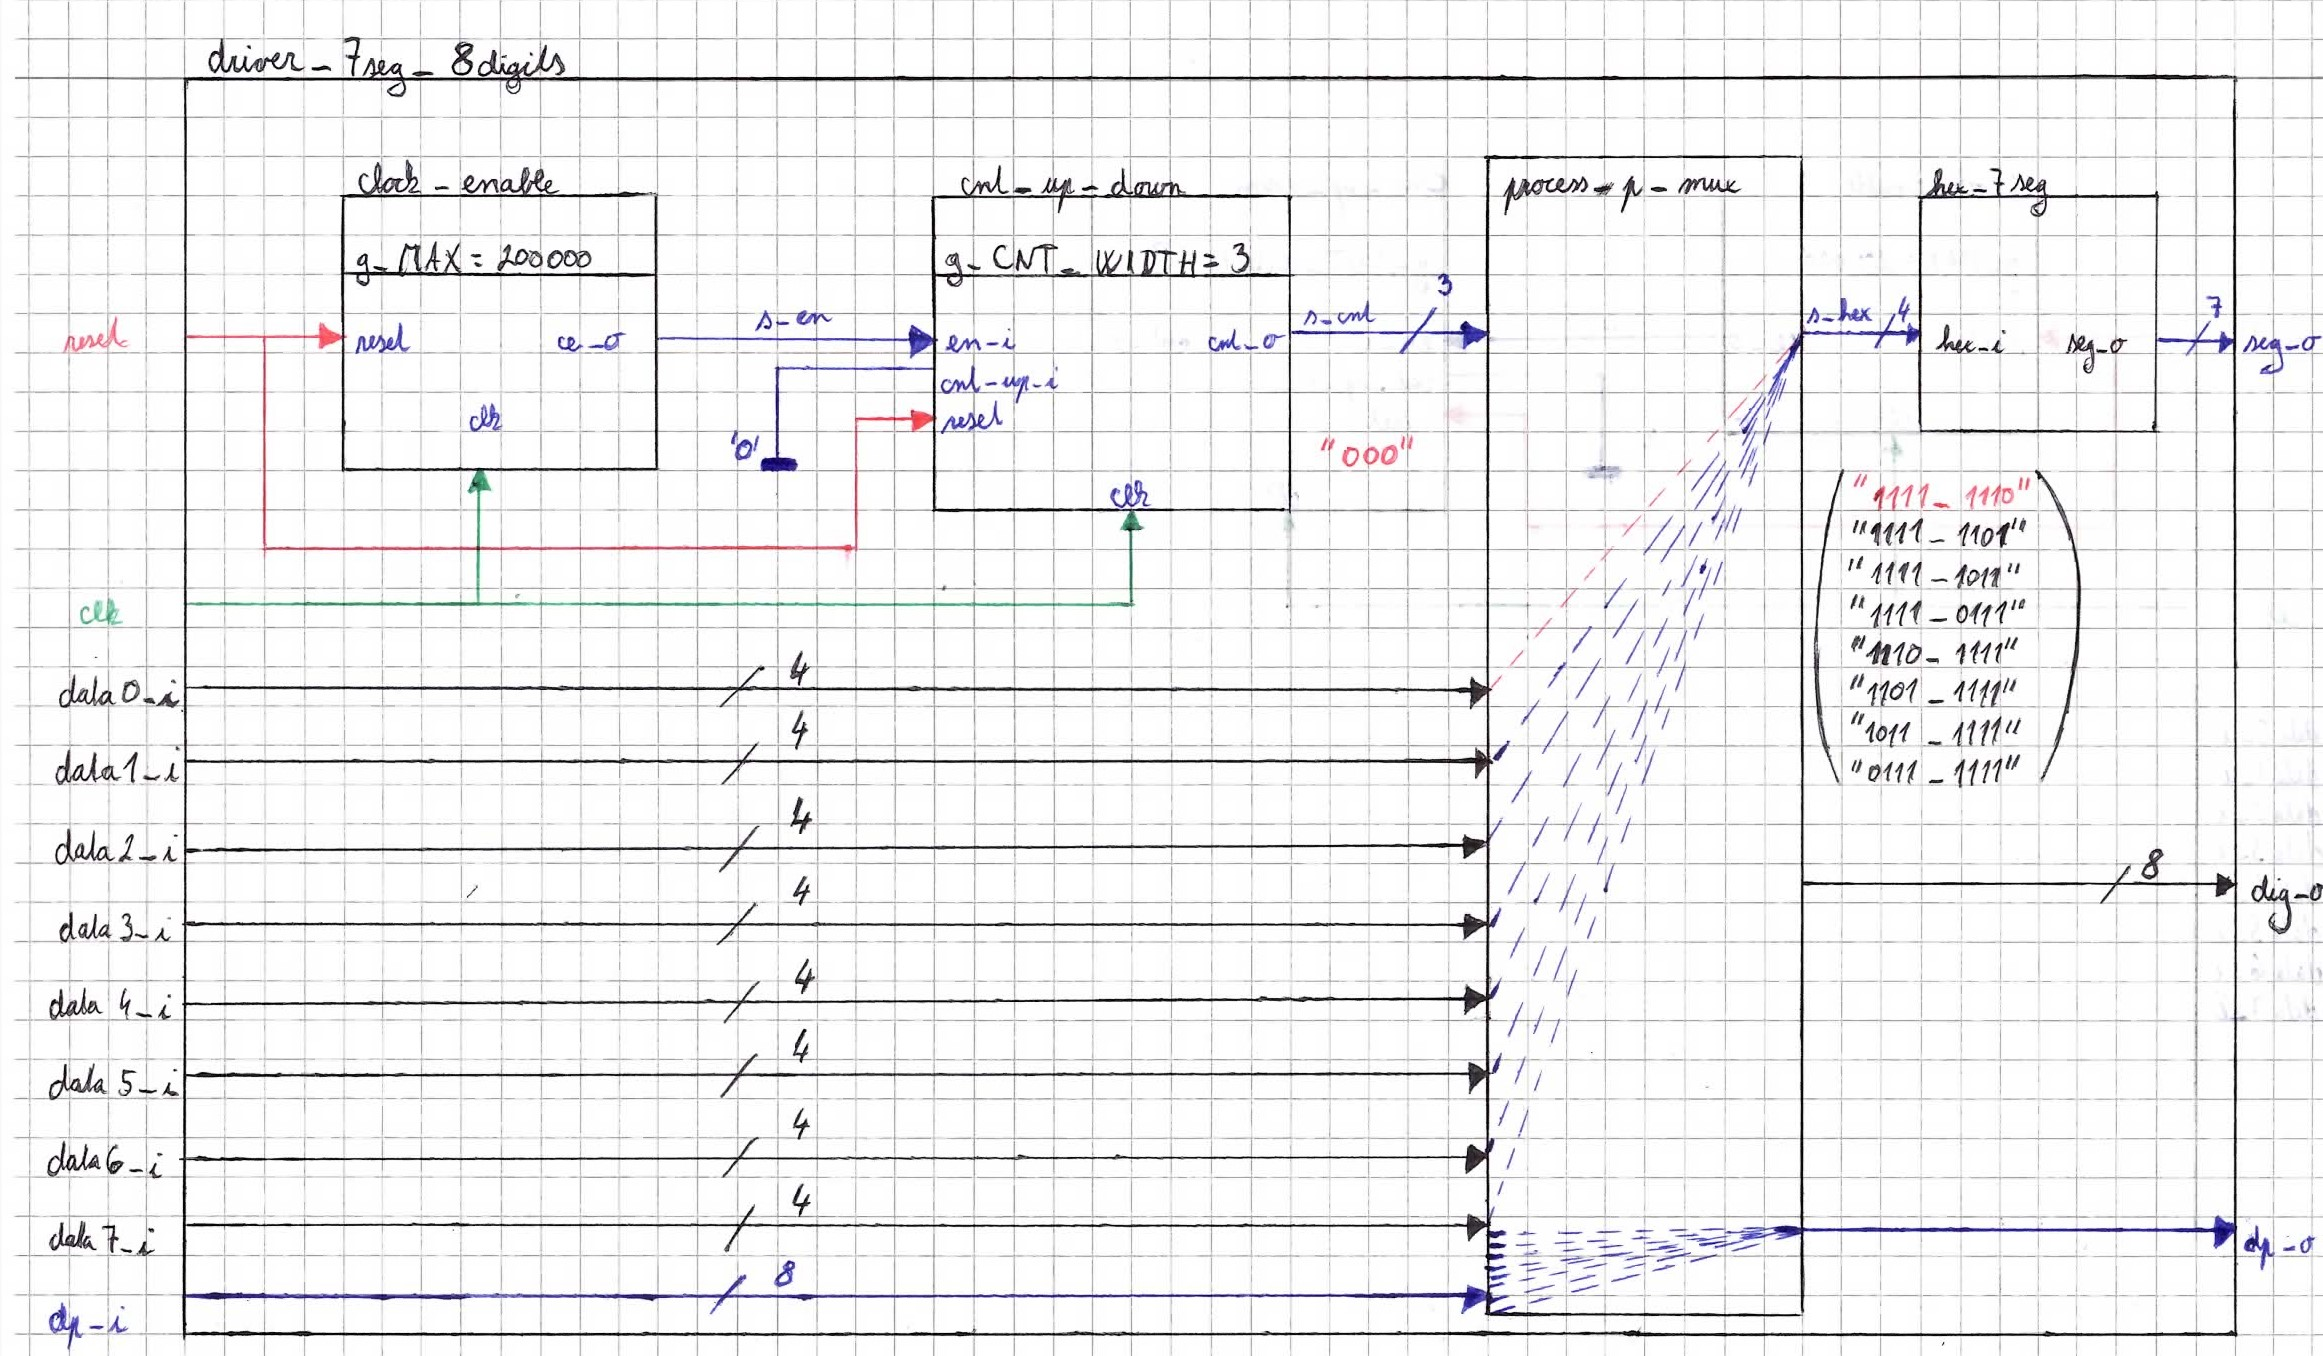 driver_7seg_8digits
clock_enable
g_MAX = 200000
reset
ce_o
clk
s_en
cnt_up_down
g_CNT_WIDTH = 3
en_i
cnt_up_i
reset
cnt_o
clk
'0'
s_cnt
3
"000"
process_p_mux
s_hex
4
hex_7seg
hex_i
seg_o
7
seg_o
reset
clk
"1111_1110"
"1111_1101"
"1111_1011"
"1111_0111"
"1110_1111"
"1101_1111"
"1011_1111"
"0111_1111"
data0_i
4
data1_i
4
data2_i
4
data3_i
4
data4_i
4
data5_i
4
data6_i
4
data7_i
4
dp_i
8
8
dig_o
dp_o